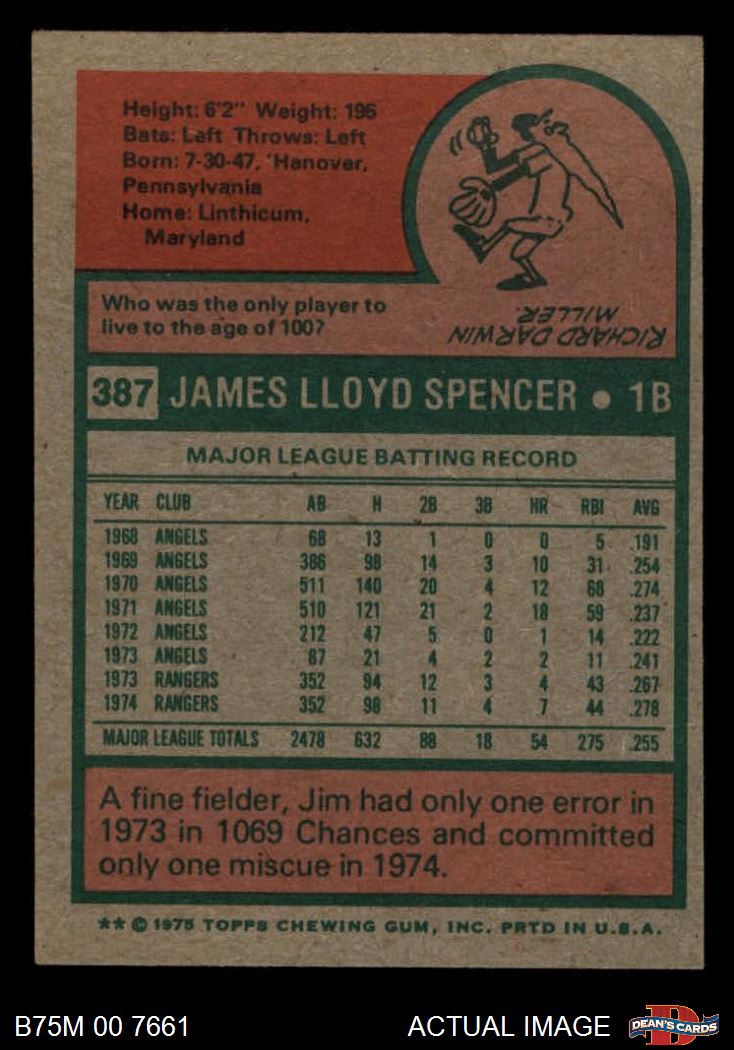 Height: 6'2" Weight: 195
Bats: Left Throws: Left
Born: 7-30-47, Hanover,
Pennsylvania
Home: Linthicum,
Maryland
Who was the only player to
live to the age of 100?
RICHARD DARWIN
MILLER.
387 JAMES LLOYD SPENCER • 1B
MAJOR LEAGUE BATTING RECORD
YEAR CLUB AB H 2B 3B HR RBI AVG
1968 ANGELS 68 13 1 0 0 5 .191
1969 ANGELS 386 98 14 3 10 31 .254
1970 ANGELS 511 140 20 4 12 68 .274
1971 ANGELS 510 121 21 2 18 59 .237
1972 ANGELS 212 47 5 0 1 14 .222
1973 ANGELS 87 21 4 2 2 11 .241
1973 RANGERS 352 94 12 3 4 43 .267
1974 RANGERS 352 98 11 4 7 44 .278
MAJOR LEAGUE TOTALS 2478 632 88 18 54 275 .255
A fine fielder, Jim had only one error in
1973 in 1069 Chances and committed
only one miscue in 1974.
** © 1975 TOPPS CHEWING GUM, INC. PRTD IN U.S.A.
B75M 00 7661 ACTUAL IMAGE D DEAN'S CARDS